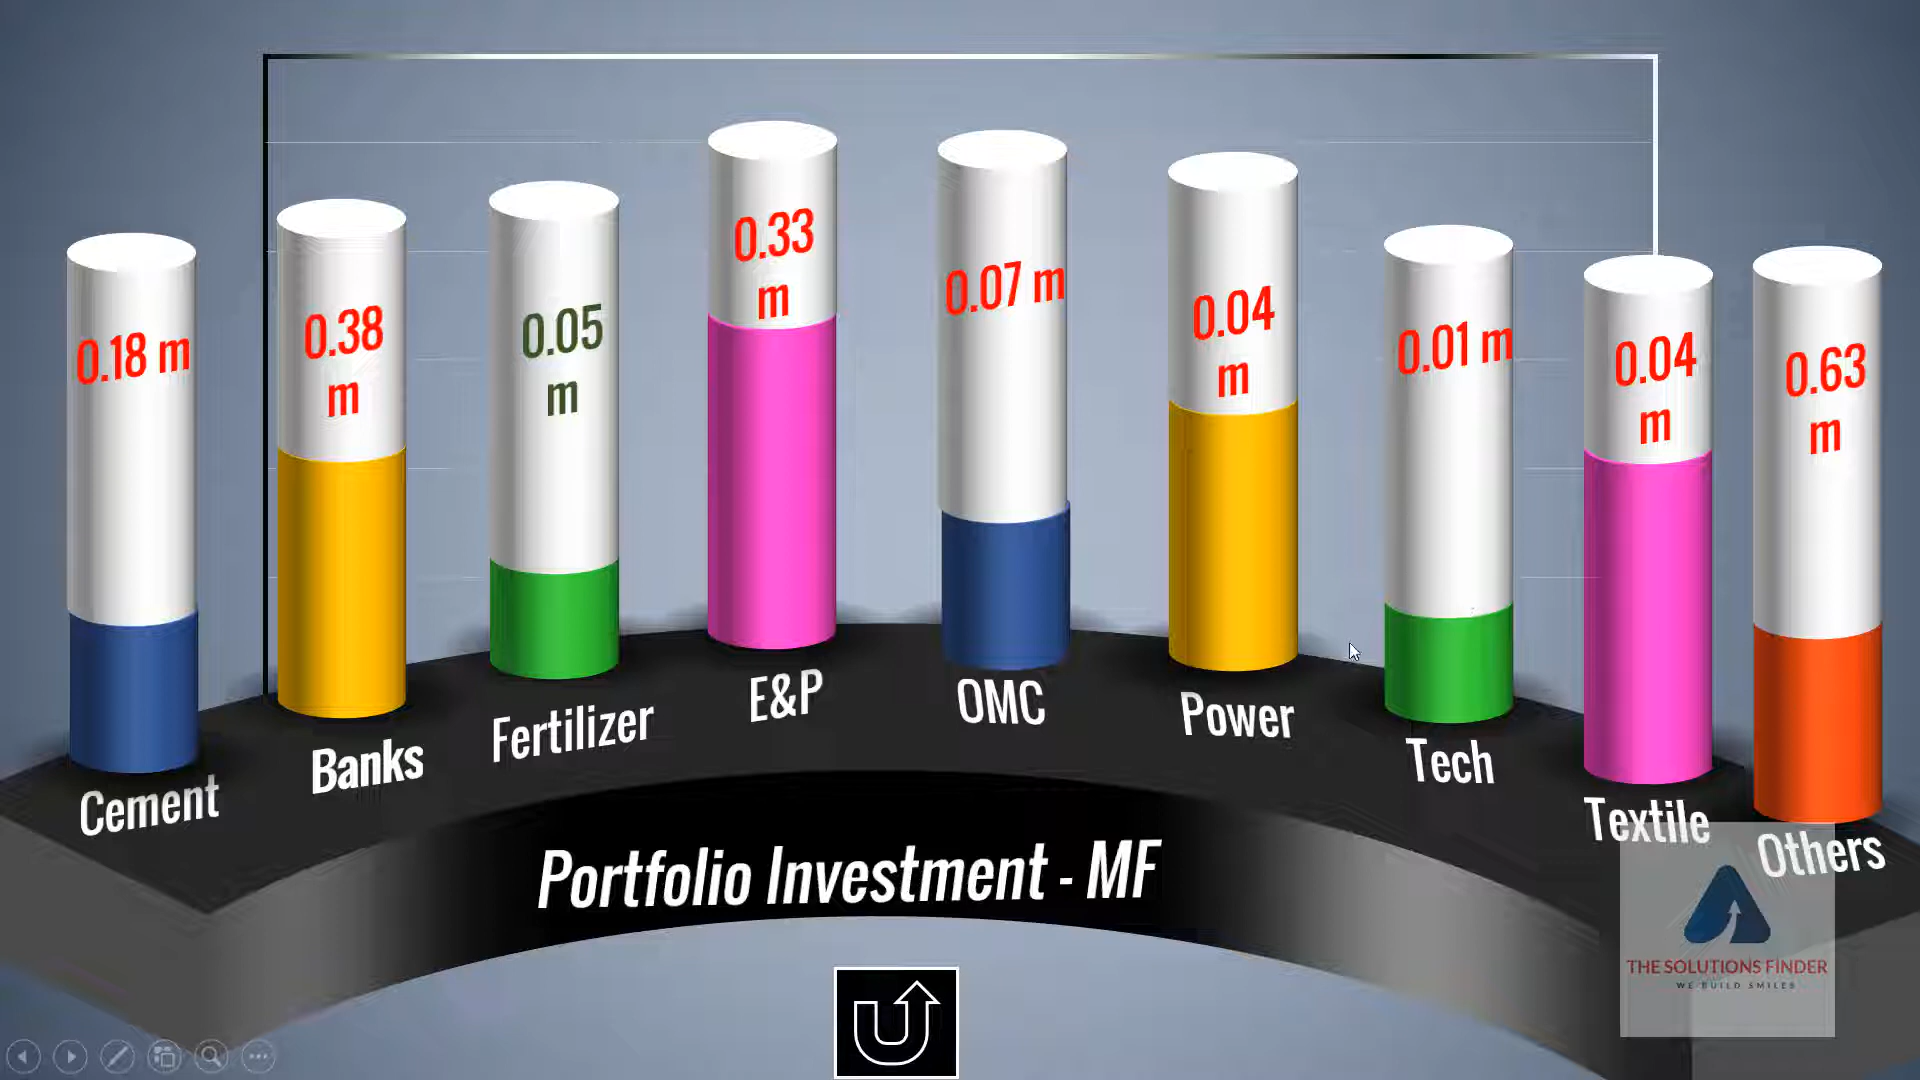 0.18 m
0.38
m
0.05
m
0.33
m
0.07 m
0.04
m
0.01 m
0.04
m
0.63
m
Cement
Banks
Fertilizer
E&P
OMC
Power
Tech
Textile
Others
Portfolio Investment - MF
THE SOLUTIONS FINDER
WE BUILD SMILES